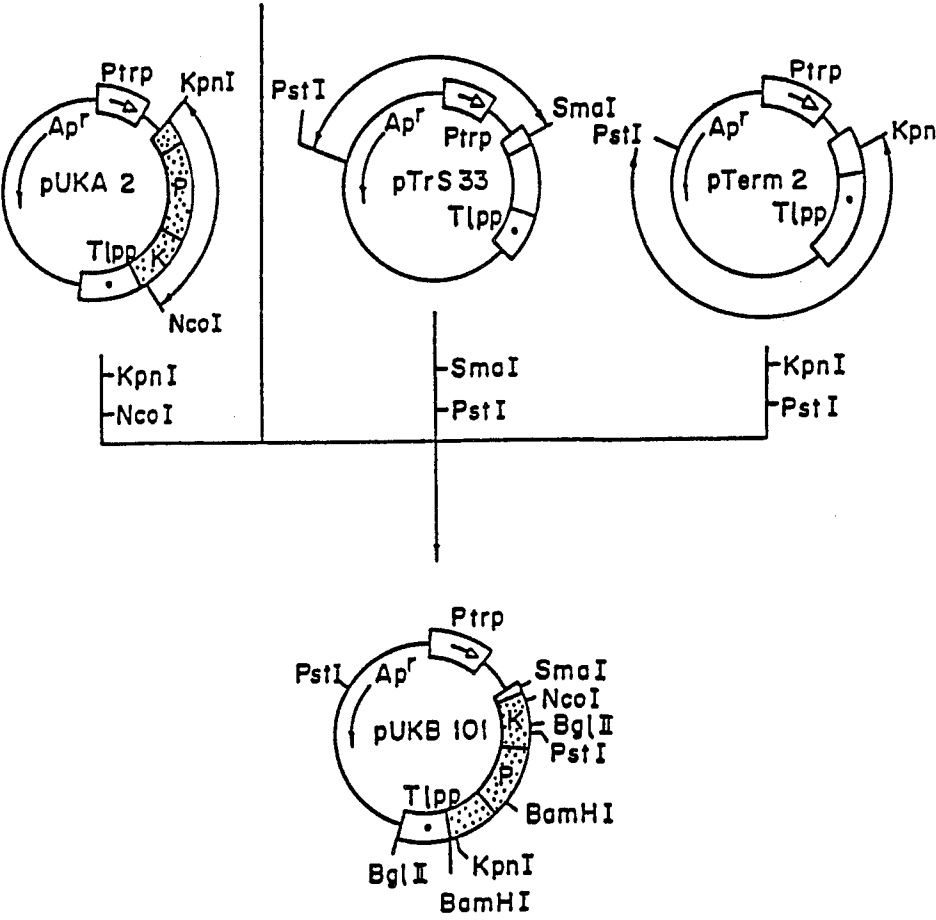 Ptrp
KpnI
Apr
pUKA 2
P
Tlpp
K
NcoI
KpnI
NcoI
PstI
SmaI
Apr
Ptrp
pTrS 33
Tlpp
SmaI
PstI
Ptrp
PstI
Apr
Kpn
pTerm 2
Tlpp
KpnI
PstI
Ptrp
PstI
Apr
SmaI
NcoI
K
BglII
PstI
pUKB 101
P
Tlpp
BamHI
BglII
KpnI
BamHI